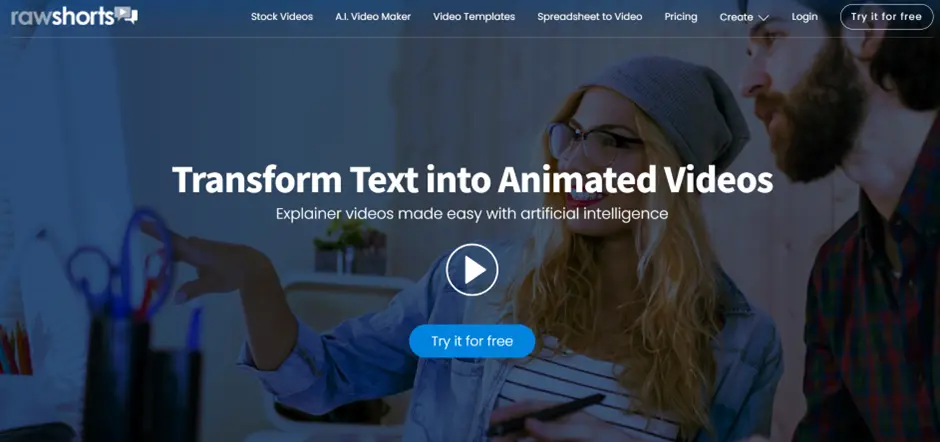 rawshorts
Stock Videos A.I. Video Maker Video Templates Spreadsheet to Video Pricing Create Login Try it for free
Transform Text into Animated Videos
Explainer videos made easy with artificial intelligence
Try it for free